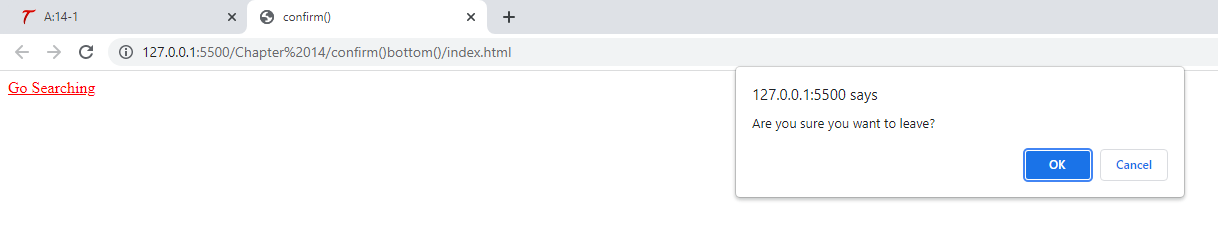 A:14-1
confirm()
127.0.0.1:5500/Chapter%2014/confirm()bottom()/index.html
Go Searching
127.0.0.1:5500 says
Are you sure you want to leave?
OK
Cancel